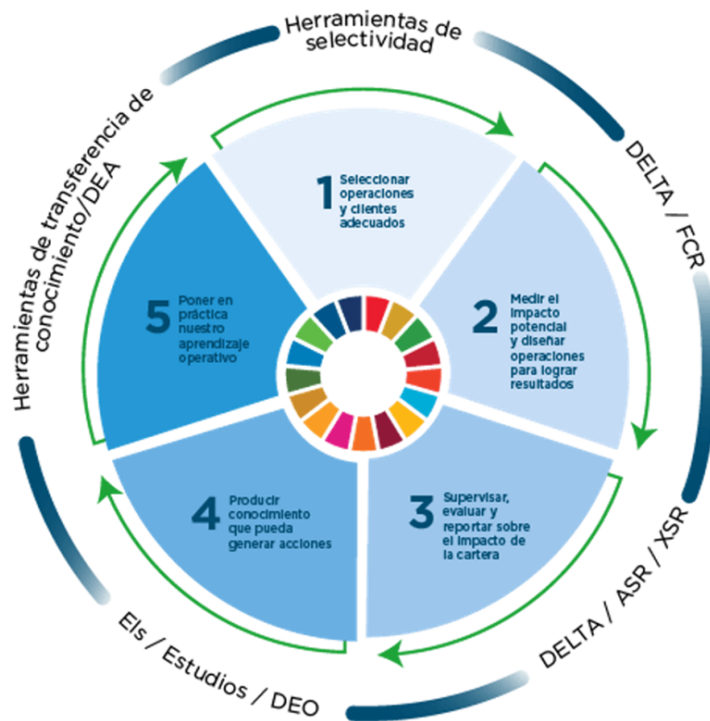 Herramientas de
selectividad
1
Seleccionar
operaciones
y clientes
adecuados
DELTA / FCR
2
Medir el
impacto
potencial
y diseñar
operaciones
para lograr
resultados
DELTA / ASR / XSR
3
Supervisar,
evaluar y
reportar sobre
el impacto de
la cartera
EIs / Estudios / DEO
4
Producir
conocimiento
que pueda
generar acciones
Herramientas de transferencia de
conocimiento/DEA
5
Poner en
práctica
nuestro
aprendizaje
operativo